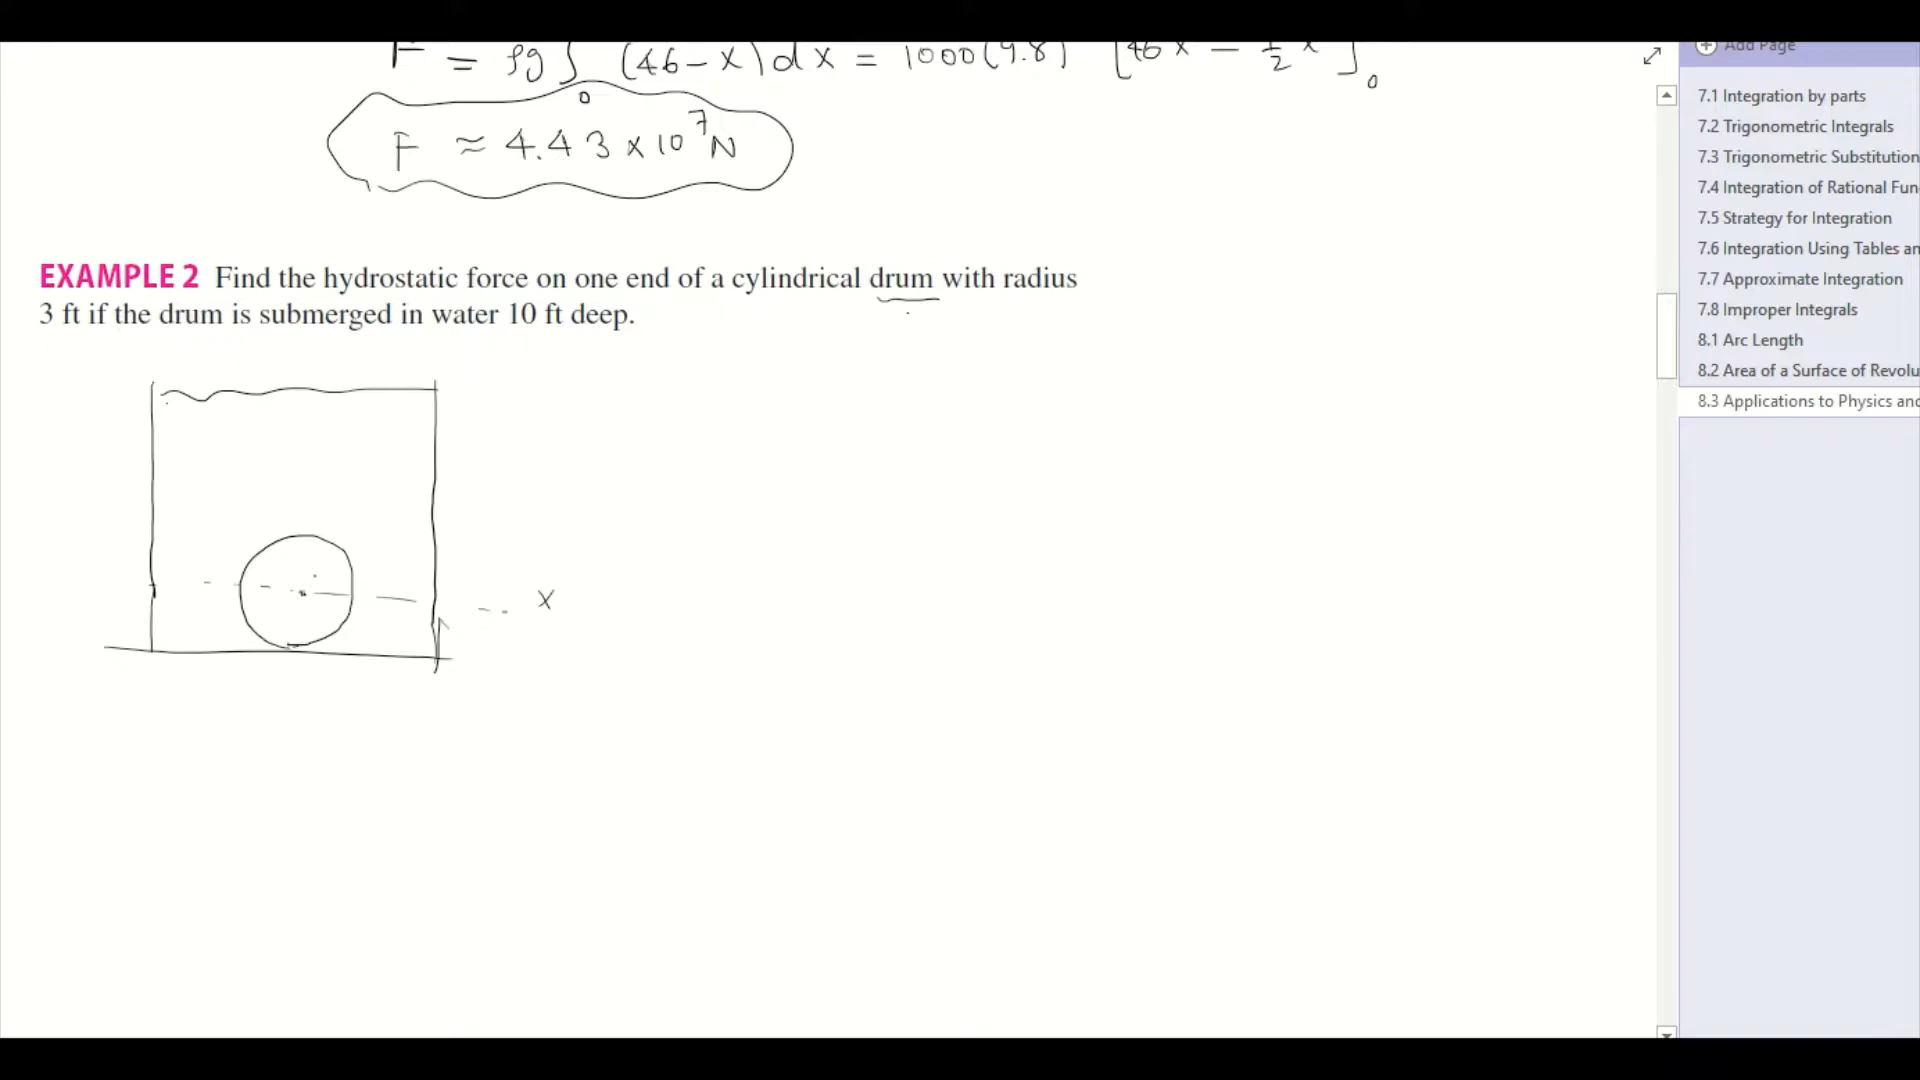 F = ρg ∫ (46-x)dx = 1000(9.8) [46x - 1/2 x ]
0
0
F ≈ 4.43 x 10⁷ N
EXAMPLE 2 Find the hydrostatic force on one end of a cylindrical drum with radius
3 ft if the drum is submerged in water 10 ft deep.
x
Add Page
7.1 Integration by parts
7.2 Trigonometric Integrals
7.3 Trigonometric Substitution
7.4 Integration of Rational Fun
7.5 Strategy for Integration
7.6 Integration Using Tables an
7.7 Approximate Integration
7.8 Improper Integrals
8.1 Arc Length
8.2 Area of a Surface of Revolu
8.3 Applications to Physics and